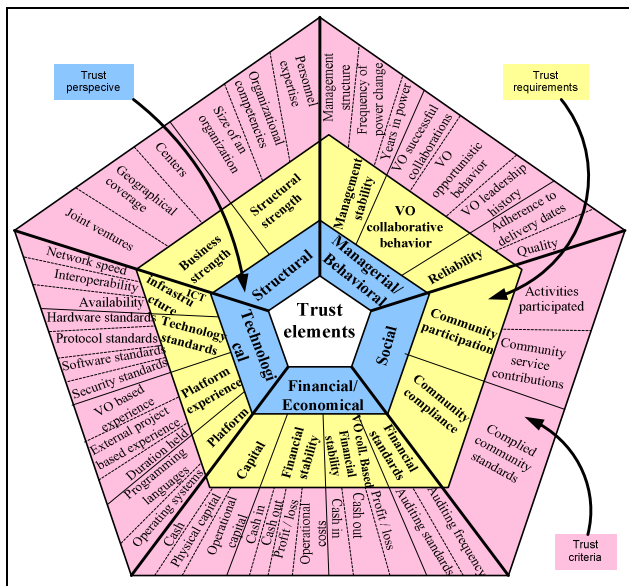 Trust
perspecive
Trust
requirements
Trust
criteria
Trust
elements
Structural
Managerial/
Behavioral
Social
Financial/
Economical
Technologi
cal
Business
strength
Structural
strength
Management
stability
VO
collaborative
behavior
Reliability
Community
participation
Community
compliance
Financial
standards
VO coll. Based
Financial
stability
Financial
stability
Capital
Platform
Platform
experience
Technology
standards
ICT
infrastru
cture
Joint ventures
Geographical
coverage
Centers
Size of an
organization
Organizational
competencies
Personnel
expertise
Management
structure
Frequency of
power change
Years in power
VO successful
collaborations
VO
opportunistic
behavior
VO leadership
history
Adherence to
delivery dates
Quality
Activities
participated
Community
service
contributions
Complied
community
standards
Auditing frequency
Auditing standards
Profit / loss
Cash out
Cash in
Operational
costs
Profit / loss
Cash out
Cash in
Operational
capital
Physical capital
Cash
Operating systems
Programming
languages
Duration held
External project
based experience
VO based
experience
Security standards
Software standards
Protocol standards
Hardware standards
Availability
Interoperability
Network speed